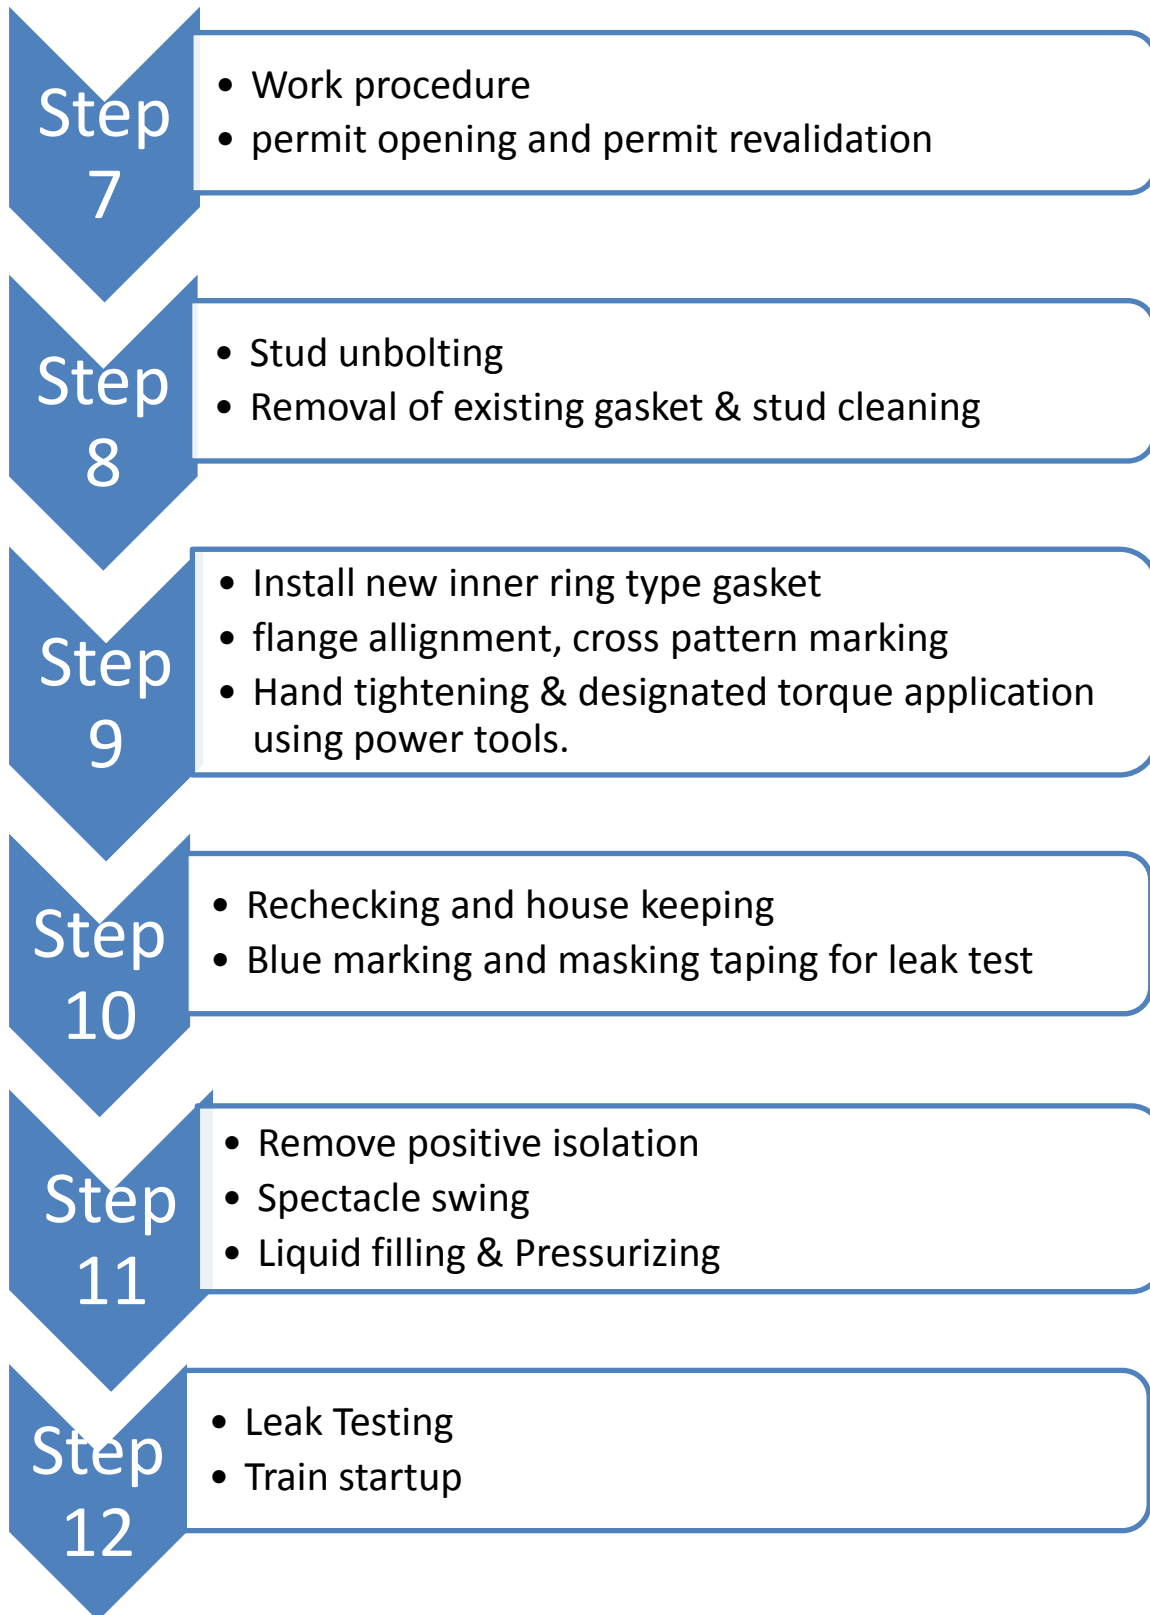 Step
7
• Work procedure
• permit opening and permit revalidation
Step
8
• Stud unbolting
• Removal of existing gasket & stud cleaning
Step
9
• Install new inner ring type gasket
• flange allignment, cross pattern marking
• Hand tightening & designated torque application
using power tools.
Step
10
• Rechecking and house keeping
• Blue marking and masking taping for leak test
Step
11
• Remove positive isolation
• Spectacle swing
• Liquid filling & Pressurizing
Step
12
• Leak Testing
• Train startup